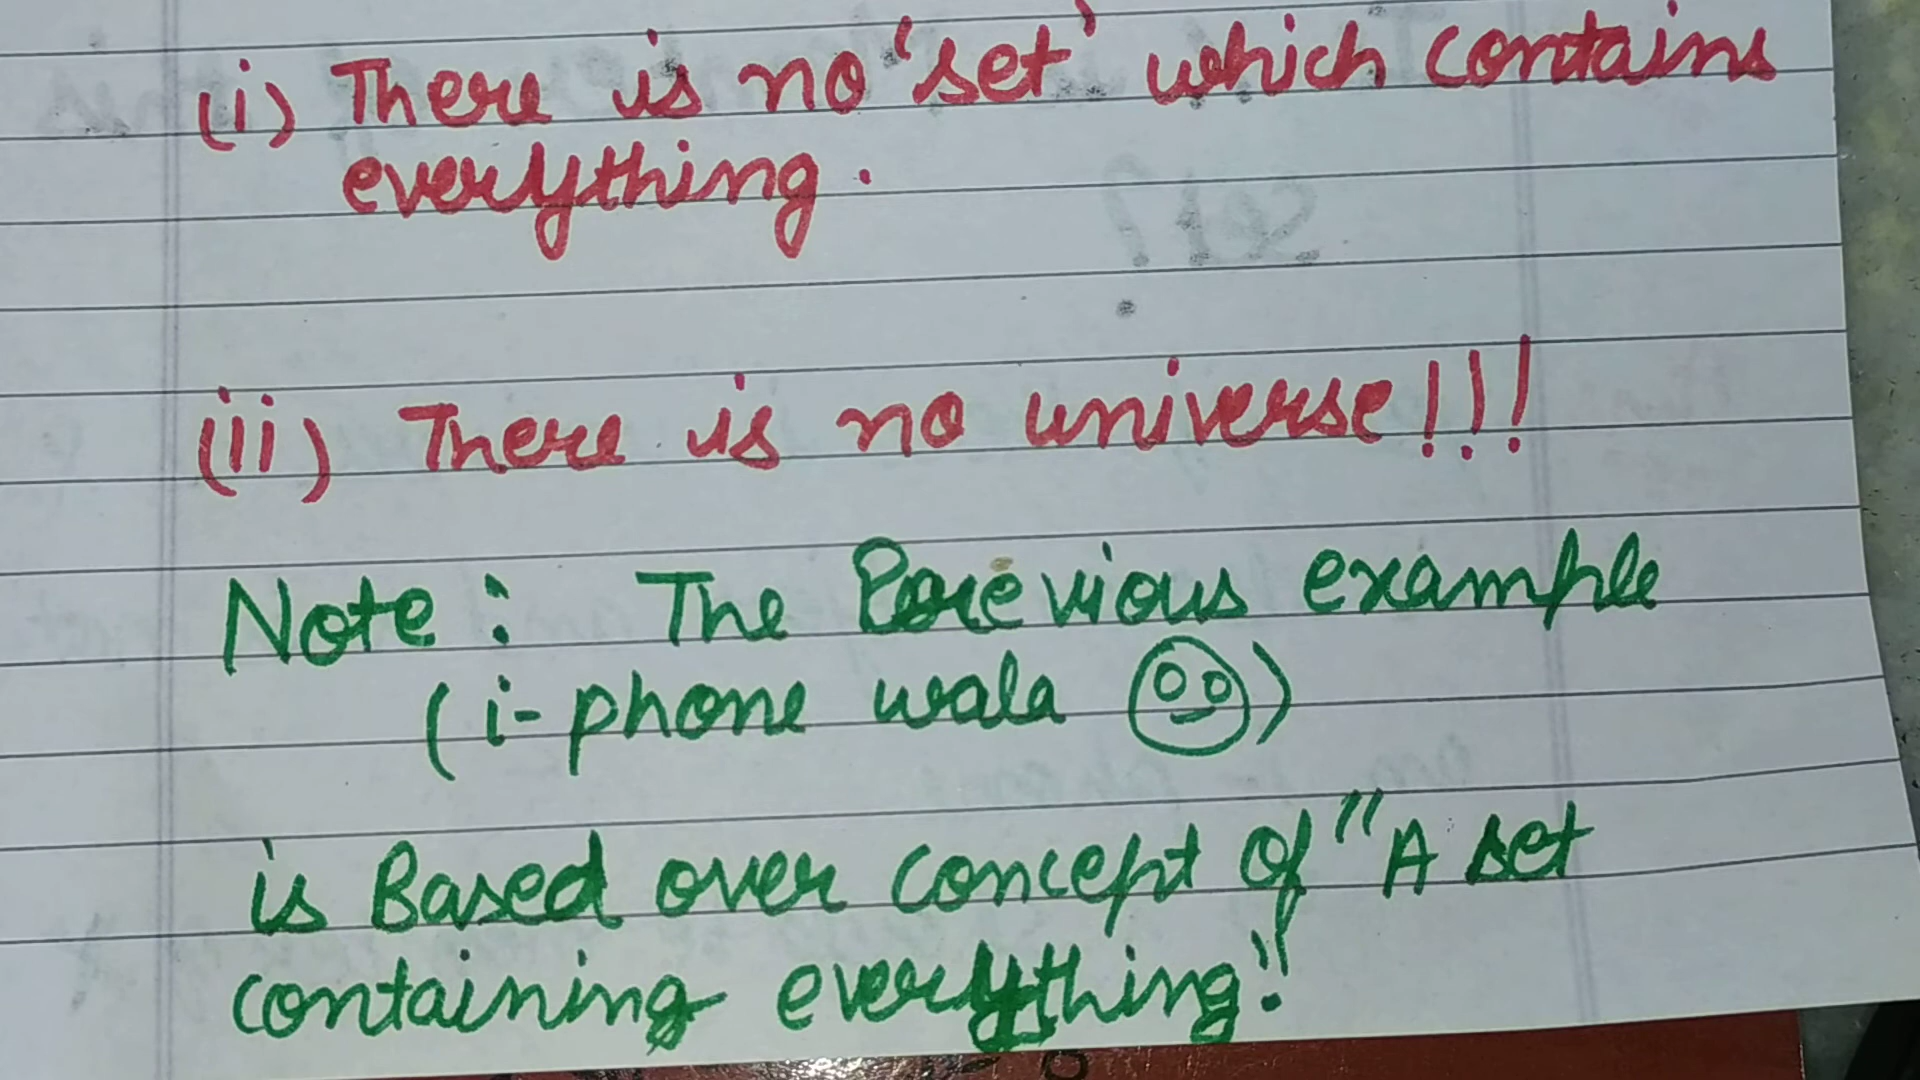 (i) There is no 'set' which contains
everything.
(ii) There is no universe!!!
Note: The Previous example
(i-phone wala )
is Based over concept of "A set
containing everything."